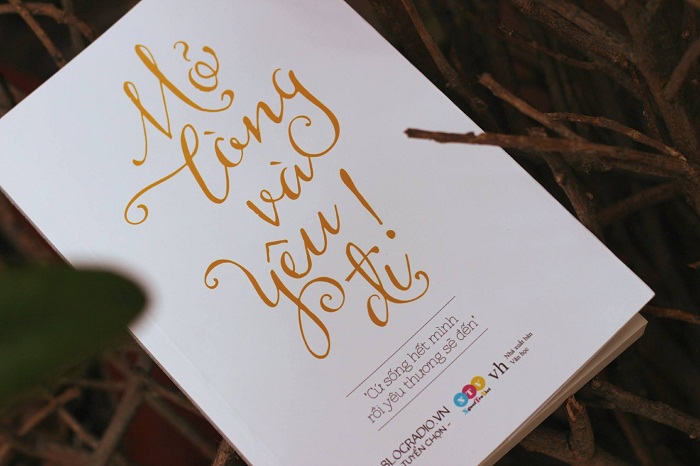 Mở
lòng
và
yêu
đi!
'Cứ sống hết mình
rồi yêu thương sẽ đến'
BLOGRADIO.VN
TUYỂN CHỌN –
vh
Nhà xuất bản
Văn học